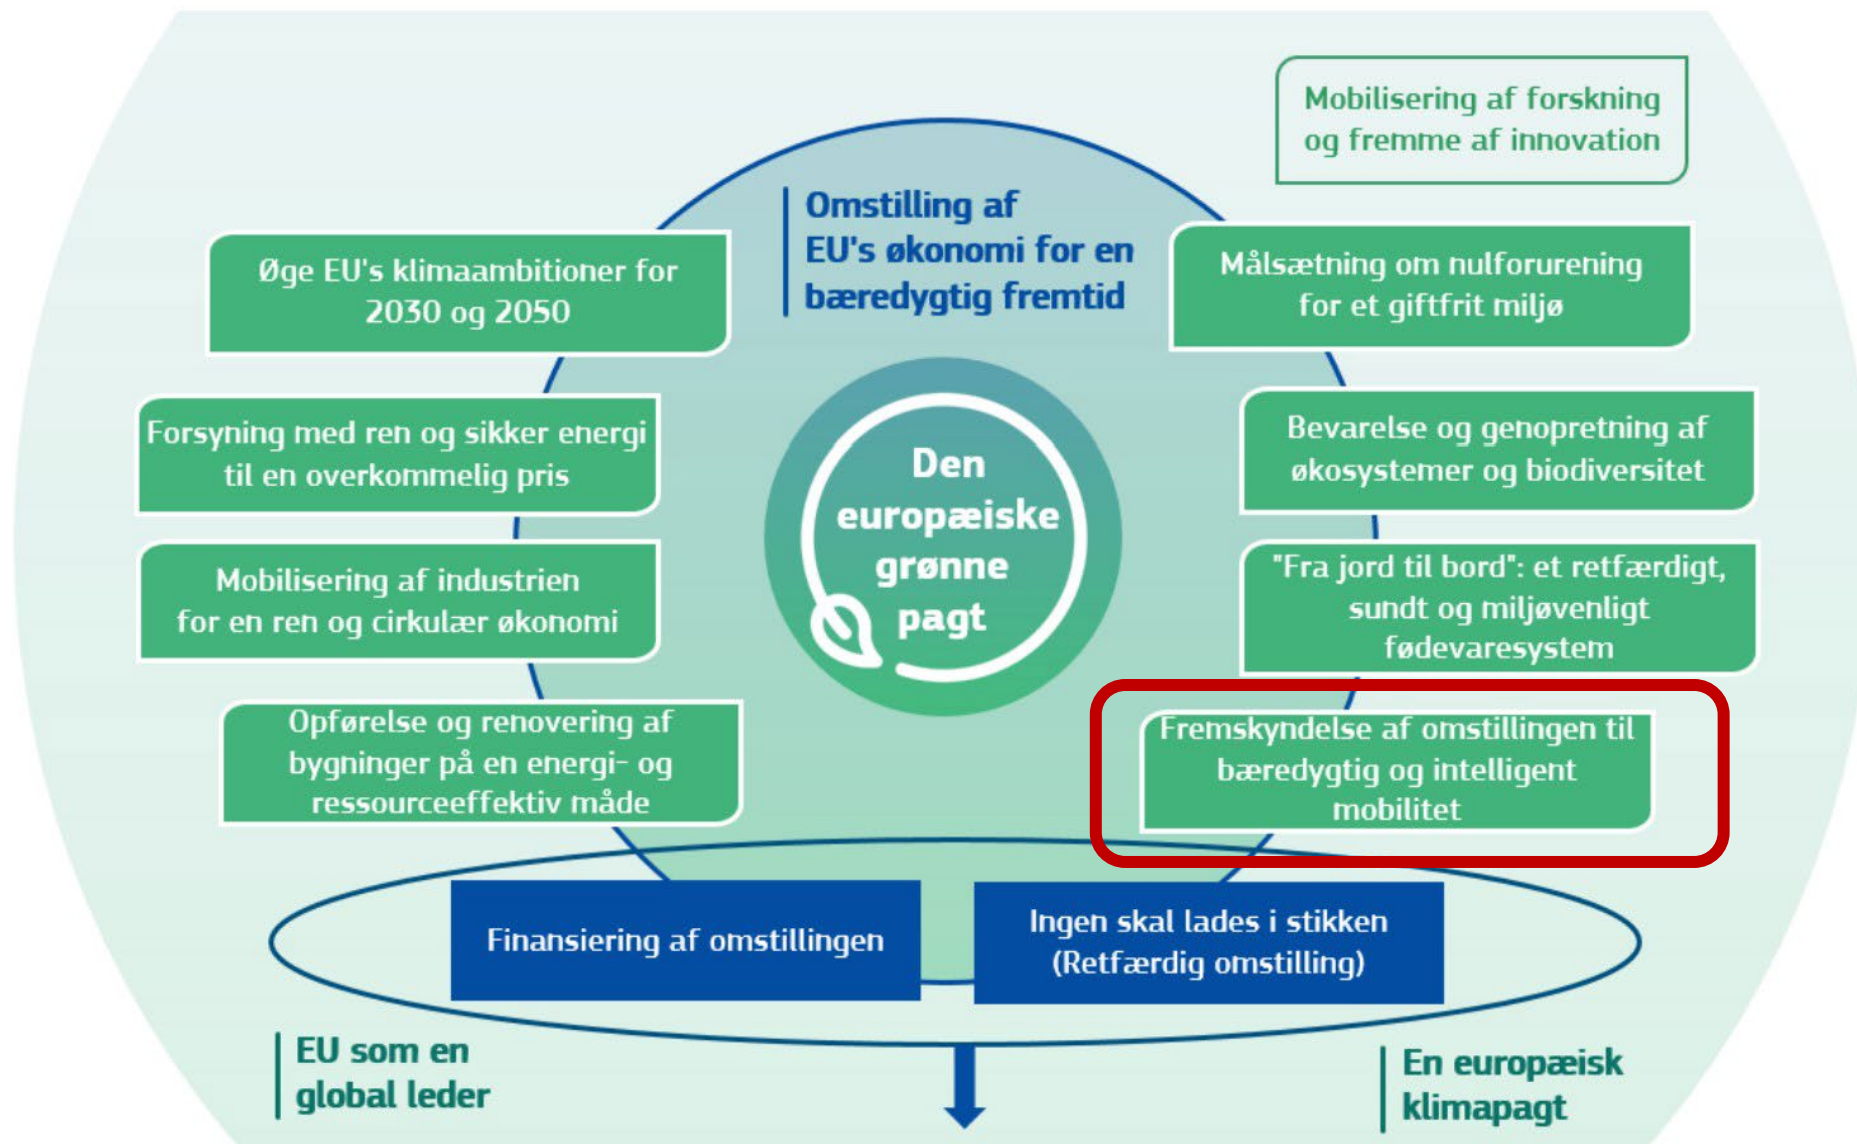 Mobilisering af forskning
og fremme af innovation
Omstilling af
EU's økonomi for en
bæredygtig fremtid
Øge EU's klimaambitioner for
2030 og 2050
Målsætning om nulforurening
for et giftfrit miljø
Forsyning med ren og sikker energi
til en overkommelig pris
Bevarelse og genopretning af
økosystemer og biodiversitet
Den
europæiske
grønne
pagt
Mobilisering af industrien
for en ren og cirkulær økonomi
"Fra jord til bord": et retfærdigt,
sundt og miljøvenligt
fødevaresystem
Opførelse og renovering af
bygninger på en energi- og
ressourceeffektiv måde
Fremskyndelse af omstillingen til
bæredygtig og intelligent
mobilitet
Finansiering af omstillingen
Ingen skal lades i stikken
(Retfærdig omstilling)
EU som en
global leder
En europæisk
klimapagt